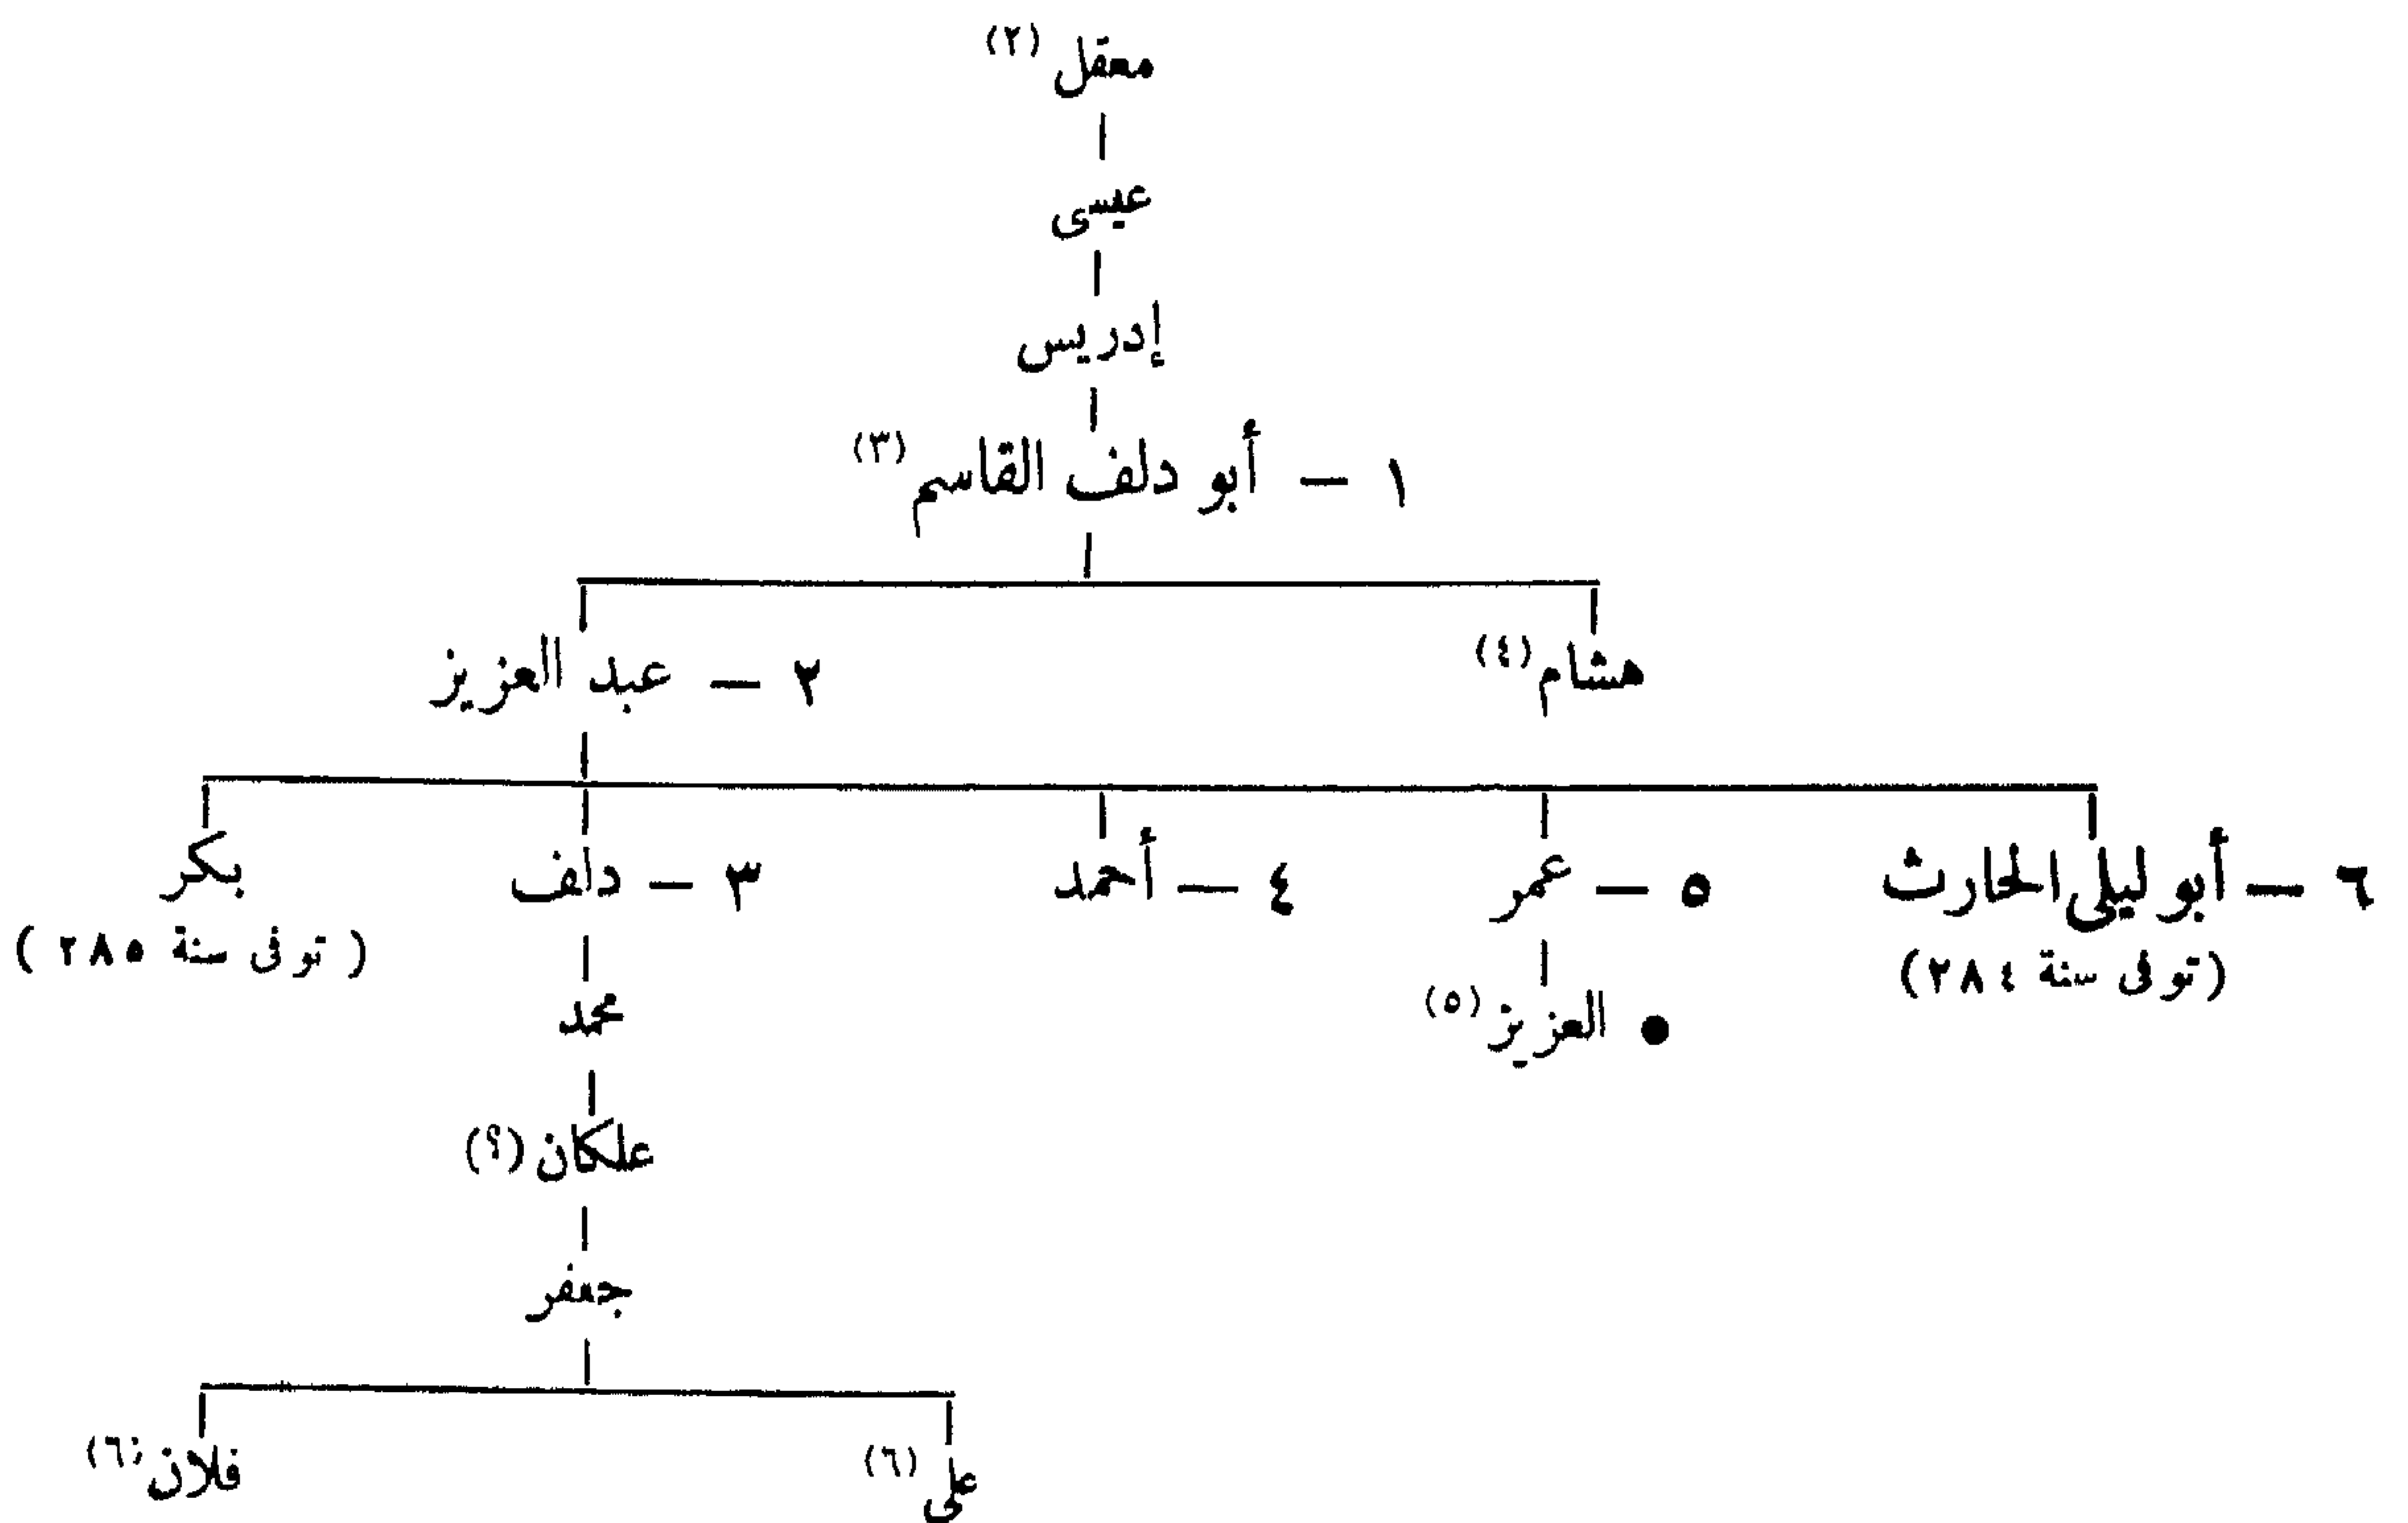 معقل (٢)
عيسى
إدريس
١ – أبو دلف القاسم (٣)
هشام (٤)
٢ – عبد العزيز
٦ – أبو ليلى الحارث
(توفى سنة ٢٨٤)
٥ – عمر
٤ – أحمد
٣ – دلف
بكر
(توفى سنة ٢٨٥)
● العزيز (٥)
محمد
علكان (؟)
جعفر
على (٦)
فلان (٦)